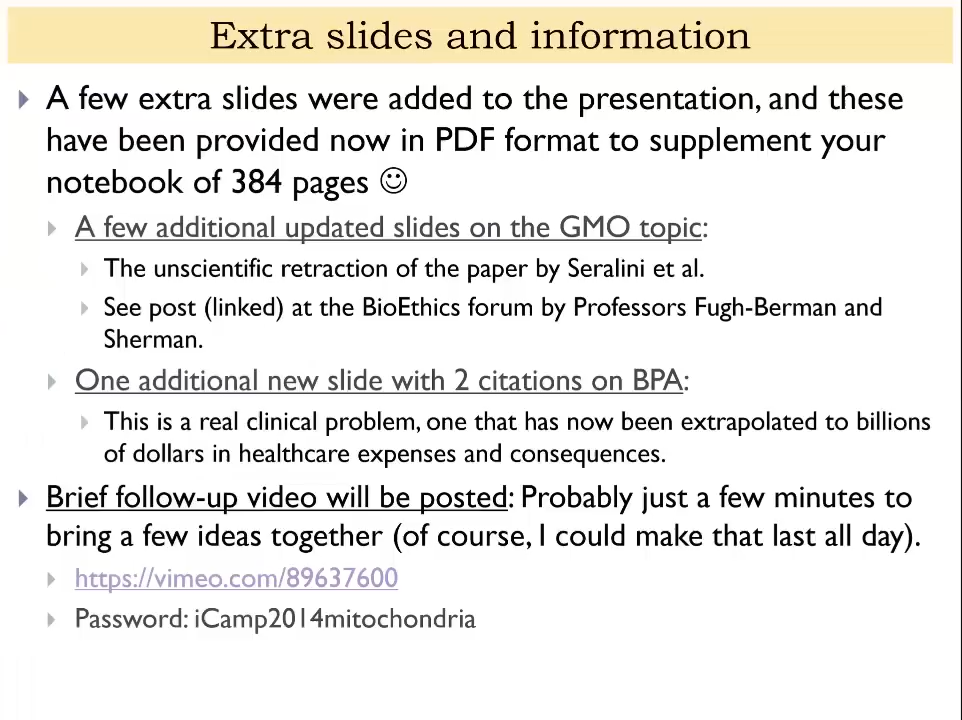 Extra slides and information
A few extra slides were added to the presentation, and these
have been provided now in PDF format to supplement your
notebook of 384 pages ☺
A few additional updated slides on the GMO topic:
The unscientific retraction of the paper by Seralini et al.
See post (linked) at the BioEthics forum by Professors Fugh-Berman and
Sherman.
One additional new slide with 2 citations on BPA:
This is a real clinical problem, one that has now been extrapolated to billions
of dollars in healthcare expenses and consequences.
Brief follow-up video will be posted: Probably just a few minutes to
bring a few ideas together (of course, I could make that last all day).
https://vimeo.com/89637600
Password: iCamp2014mitochondria